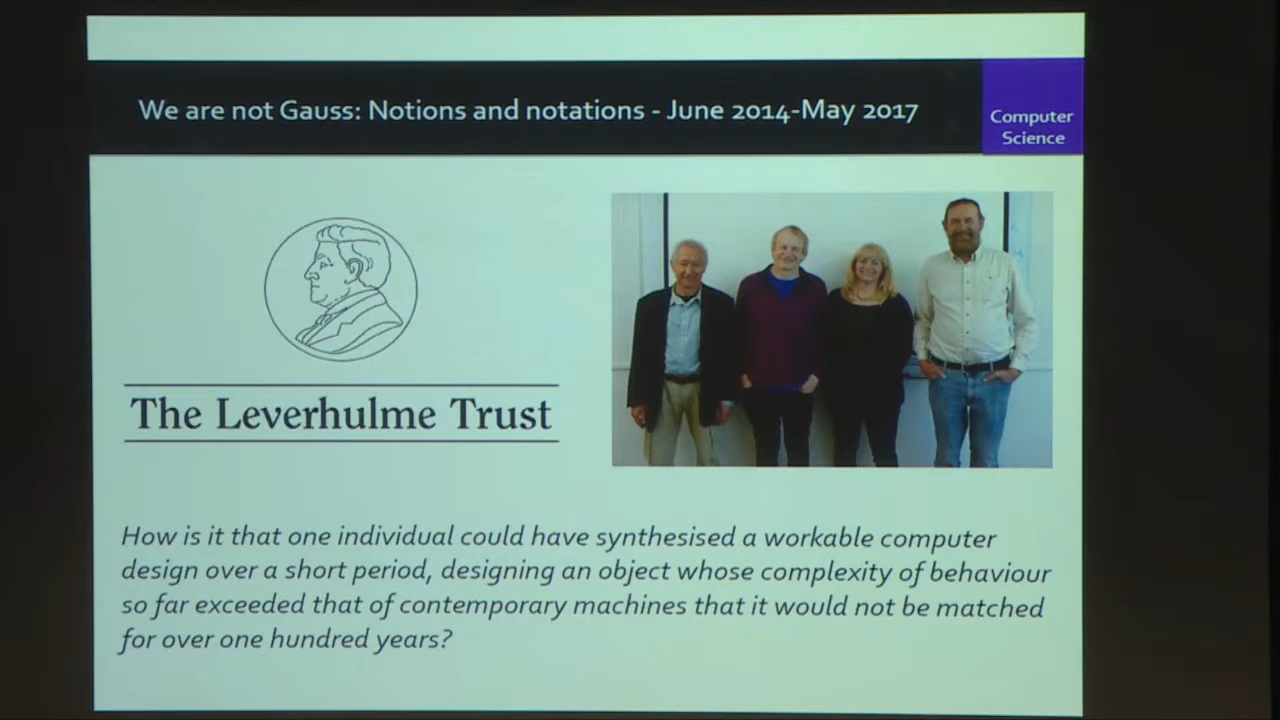 We are not Gauss: Notions and notations - June 2014-May 2017
Computer
Science
The Leverhulme Trust
How is it that one individual could have synthesised a workable computer
design over a short period, designing an object whose complexity of behaviour
so far exceeded that of contemporary machines that it would not be matched
for over one hundred years?